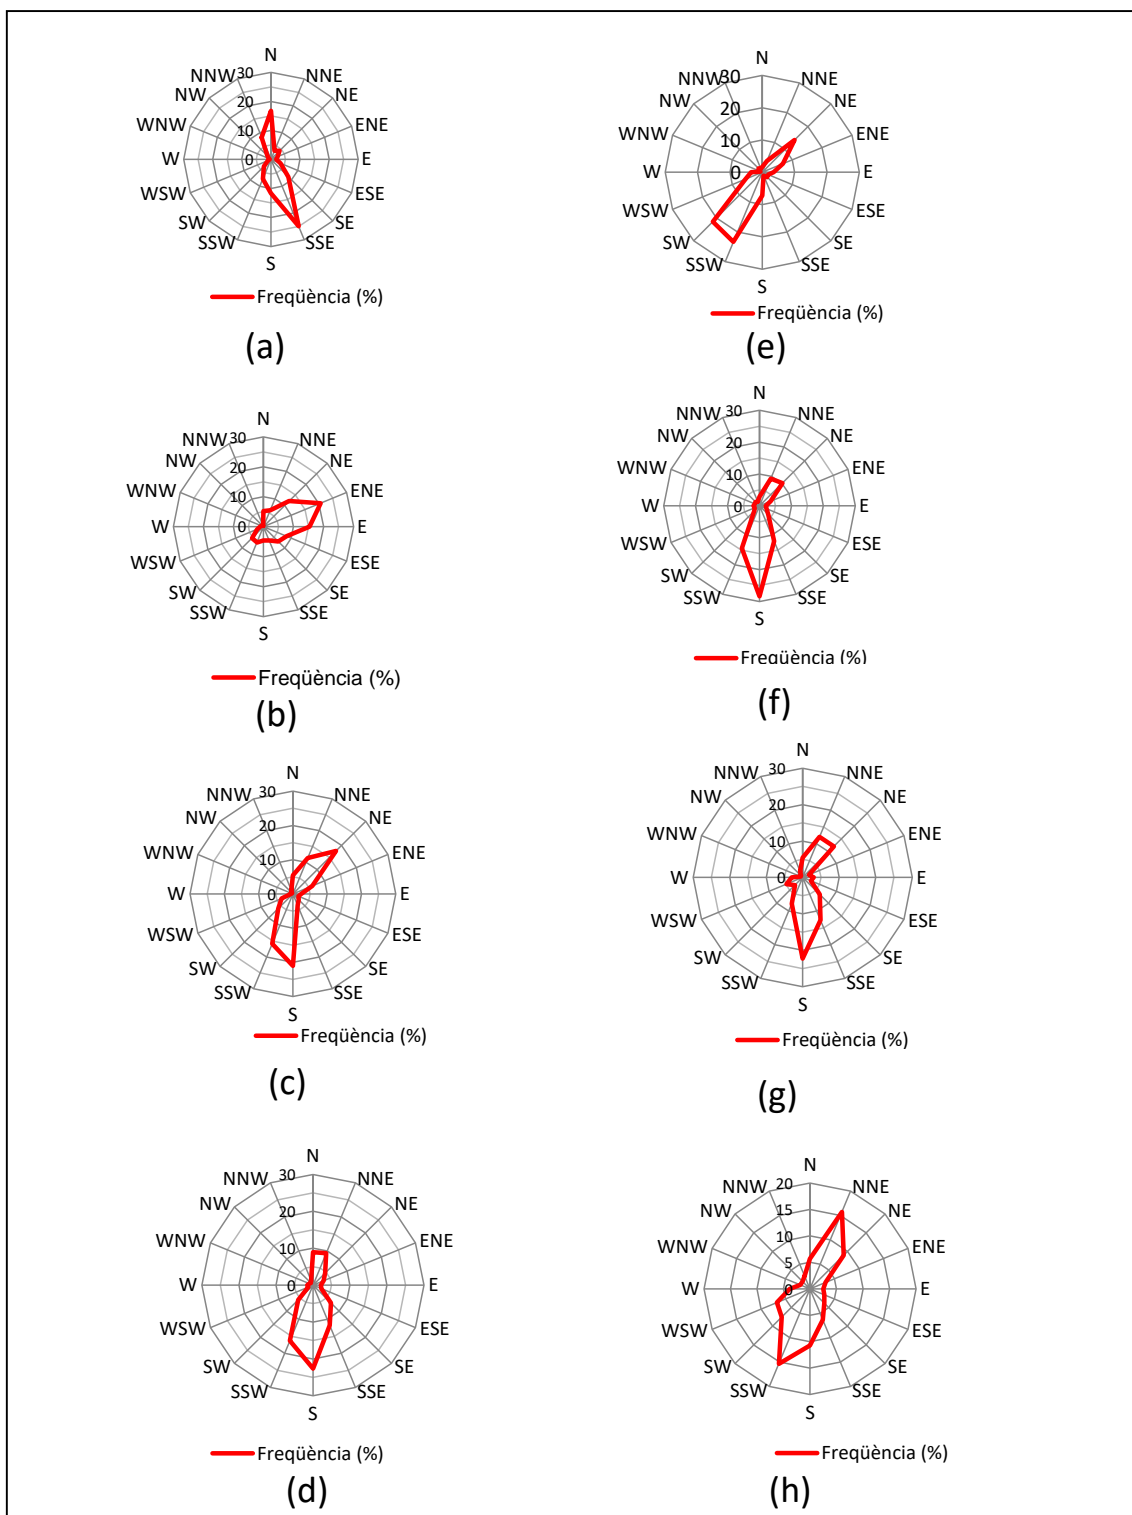 N
NNW 30 NNE
NW NE
20
WNW ENE
10
W 0 E
WSW ESE
SW SE
SSW SSE
S
Freqüència (%)
(a)
N
NNW 30 NNE
NW NE
20
WNW ENE
10
W 0 E
WSW ESE
SW SE
SSW SSE
S
Freqüència (%)
(b)
N
NNW 30 NNE
NW NE
20
WNW ENE
10
W 0 E
WSW ESE
SW SE
SSW SSE
S
Freqüència (%)
(c)
N
NNW 30 NNE
NW NE
20
WNW ENE
10
W 0 E
WSW ESE
SW SE
SSW SSE
S
Freqüència (%)
(d)
N
NNW 30 NNE
NW NE
20
WNW ENE
10
W 0 E
WSW ESE
SW SE
SSW SSE
S
Freqüència (%)
(e)
N
NNW 30 NNE
NW NE
20
WNW ENE
10
W 0 E
WSW ESE
SW SE
SSW SSE
S
Freqüència (%)
(f)
N
30
NNW NNE
NW NE
20
WNW ENE
10
W 0 E
WSW ESE
SW SE
SSW SSE
S
Freqüència (%)
(g)
N
20
NNW NNE
NW 15 NE
WNW 10 ENE
5
W 0 E
WSW ESE
SW SE
SSW SSE
S
Freqüència (%)
(h)